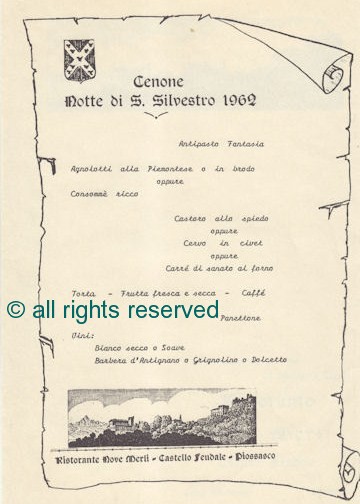 Cenone
Notte di S. Silvestro 1962
Antipasto Fantasia
Agnolotti alla Piemontese o in brodo
oppure
Consommè ricco
Castoro allo spiedo
oppure
Cervo in civet
oppure
Carré di sanato al forno
Torta - Frutta fresca e secca - Caffé
© all rights reserved
Panettone
Vini:
Bianco secco o Soave
Barbera d'Antignano o Grignolino o Dolcetto
Ristorante Nove Merli - Castello Feudale - Piossasco